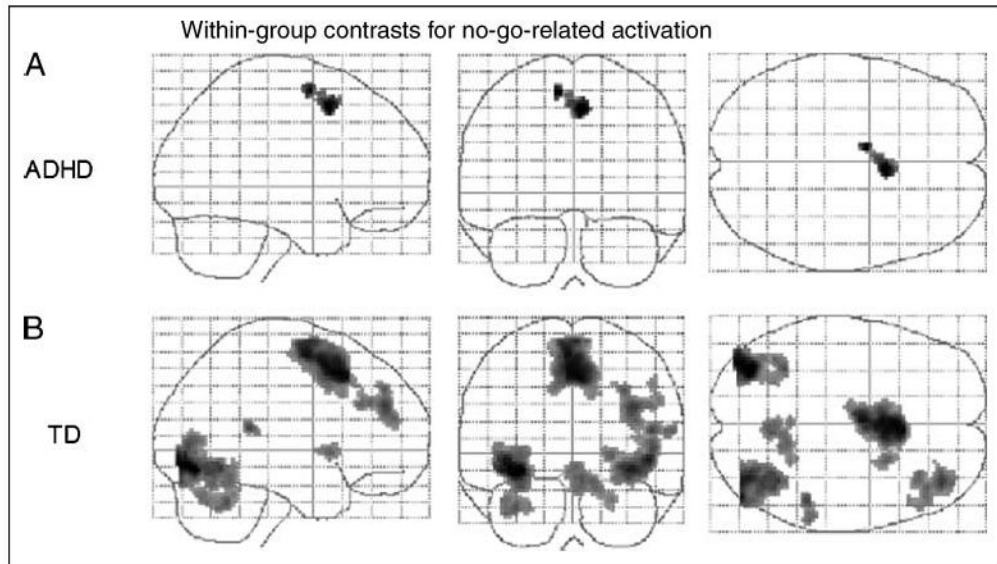 Within-group contrasts for no-go-related activation
A
ADHD
B
TD